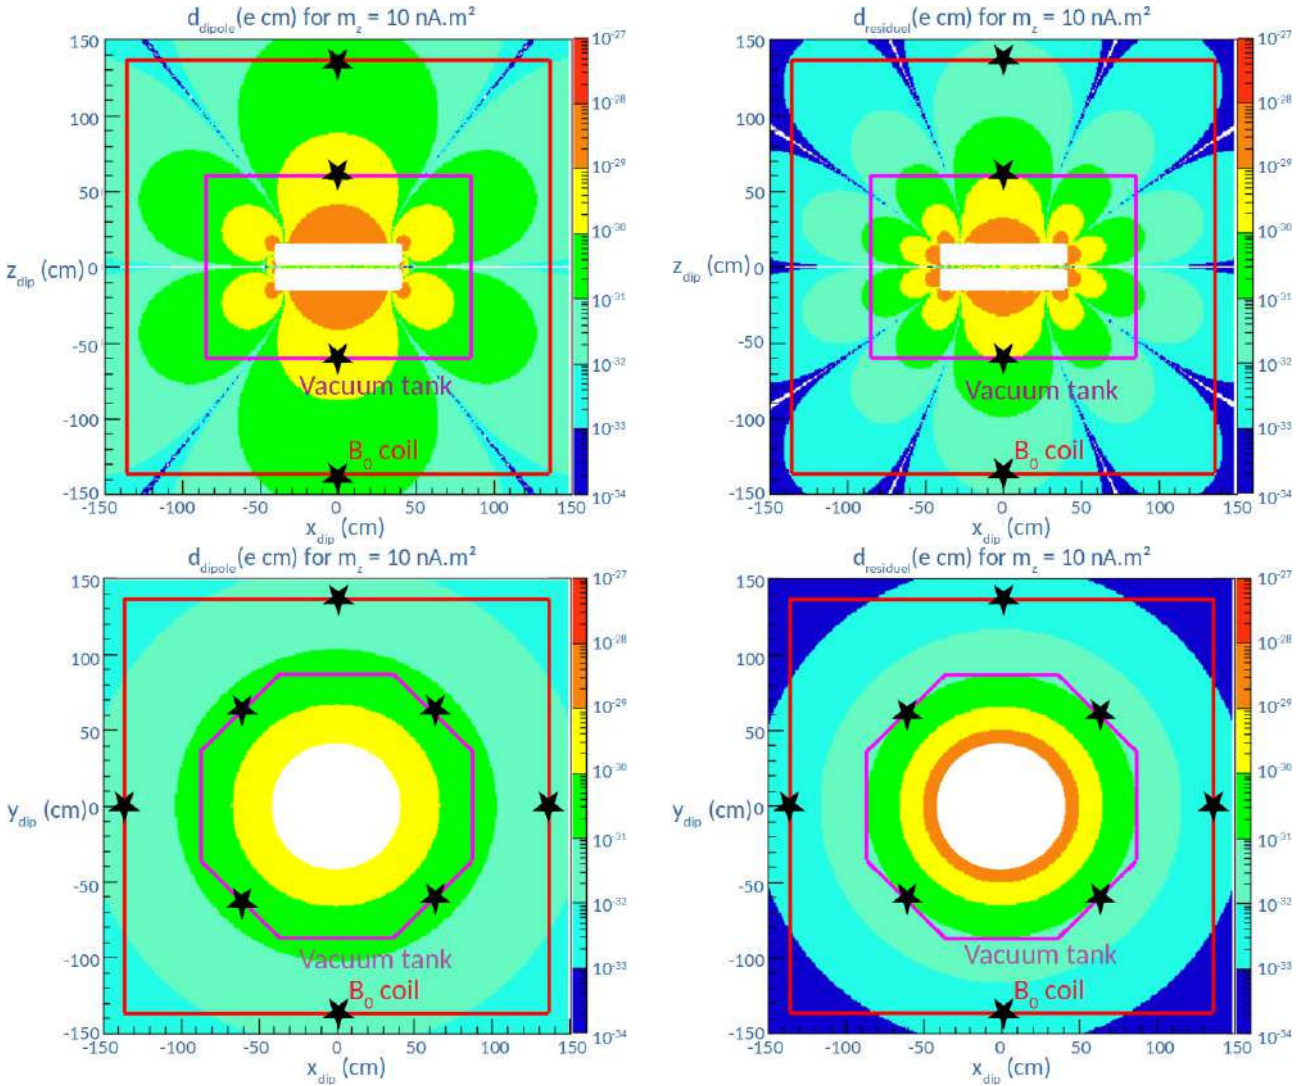 d_dipole (e cm) for m_z = 10 nA.m²
d_residuel (e cm) for m_z = 10 nA.m²
150
100
50
0
-50
-100
-150
z_dip (cm)
-150 -100 -50 0 50 100 150
x_dip (cm)
Vacuum tank
B_0 coil
10⁻²⁷
10⁻²⁸
10⁻²⁹
10⁻³⁰
10⁻³¹
10⁻³²
10⁻³³
10⁻³⁴
150
100
50
0
-50
-100
-150
z_dip (cm)
-150 -100 -50 0 50 100 150
x_dip (cm)
Vacuum tank
B_0 coil
10⁻²⁷
10⁻²⁸
10⁻²⁹
10⁻³⁰
10⁻³¹
10⁻³²
10⁻³³
10⁻³⁴
d_dipole (e cm) for m_z = 10 nA.m²
d_residuel (e cm) for m_z = 10 nA.m²
150
100
50
0
-50
-100
-150
y_dip (cm)
-150 -100 -50 0 50 100 150
x_dip (cm)
Vacuum tank
B_0 coil
10⁻²⁷
10⁻²⁸
10⁻²⁹
10⁻³⁰
10⁻³¹
10⁻³²
10⁻³³
10⁻³⁴
150
100
50
0
-50
-100
-150
y_dip (cm)
-150 -100 -50 0 50 100 150
x_dip (cm)
Vacuum tank
B_0 coil
10⁻²⁷
10⁻²⁸
10⁻²⁹
10⁻³⁰
10⁻³¹
10⁻³²
10⁻³³
10⁻³⁴